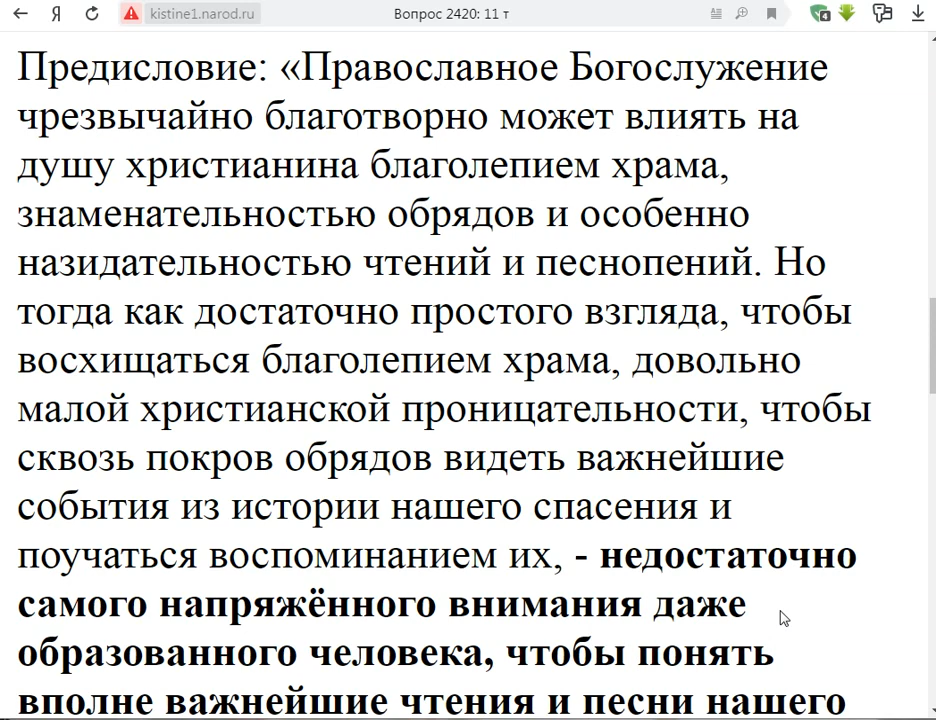 kistine1.narod.ru
Вопрос 2420: 11 т
4
Предисловие: «Православное Богослужение
чрезвычайно благотворно может влиять на
душу христианина благолепием храма,
знаменательностью обрядов и особенно
назидательностью чтений и песнопений. Но
тогда как достаточно простого взгляда, чтобы
восхищаться благолепием храма, довольно
малой христианской проницательности, чтобы
сквозь покров обрядов видеть важнейшие
события из истории нашего спасения и
поучаться воспоминанием их, - недостаточно
самого напряжённого внимания даже
образованного человека, чтобы понять
вполне важнейшие чтения и песни нашего